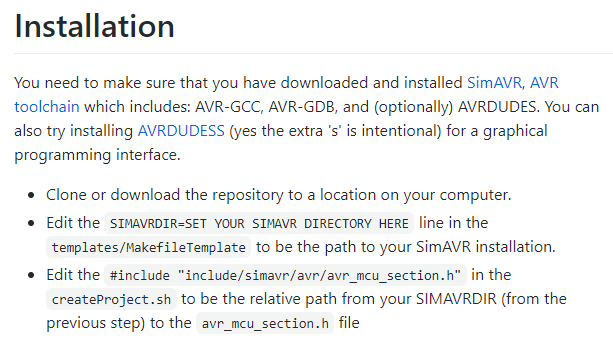 Installation
You need to make sure that you have downloaded and installed SimAVR, AVR
toolchain which includes: AVR-GCC, AVR-GDB, and (optionally) AVRDUDES. You can
also try installing AVRDUDESS (yes the extra 's' is intentional) for a graphical
programming interface.
• Clone or download the repository to a location on your computer.
• Edit the SIMAVRDIR=SET YOUR SIMAVR DIRECTORY HERE line in the
templates/MakefileTemplate to be the path to your SimAVR installation.
• Edit the #include "include/simavr/avr/avr_mcu_section.h" in the
createProject.sh to be the relative path from your SIMAVRDIR (from the
previous step) to the avr_mcu_section.h file